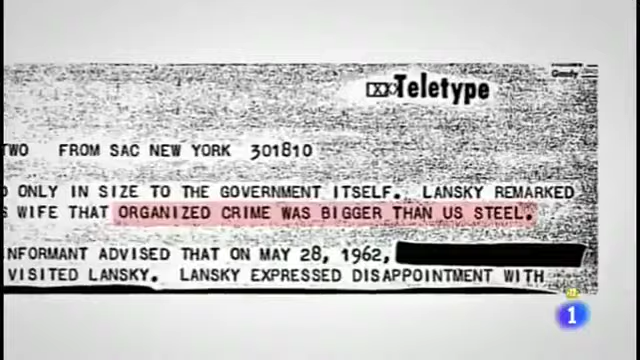 Gandy
Teletype
TWO FROM SAC NEW YORK 301810
ONLY IN SIZE TO THE GOVERNMENT ITSELF. LANSKY REMARKED
WIFE THAT ORGANIZED CRIME WAS BIGGER THAN US STEEL.
NFORMANT ADVISED THAT ON MAY 28, 1962,
VISITED LANSKY. LANSKY EXPRESSED DISAPPOINTMENT WITH
1